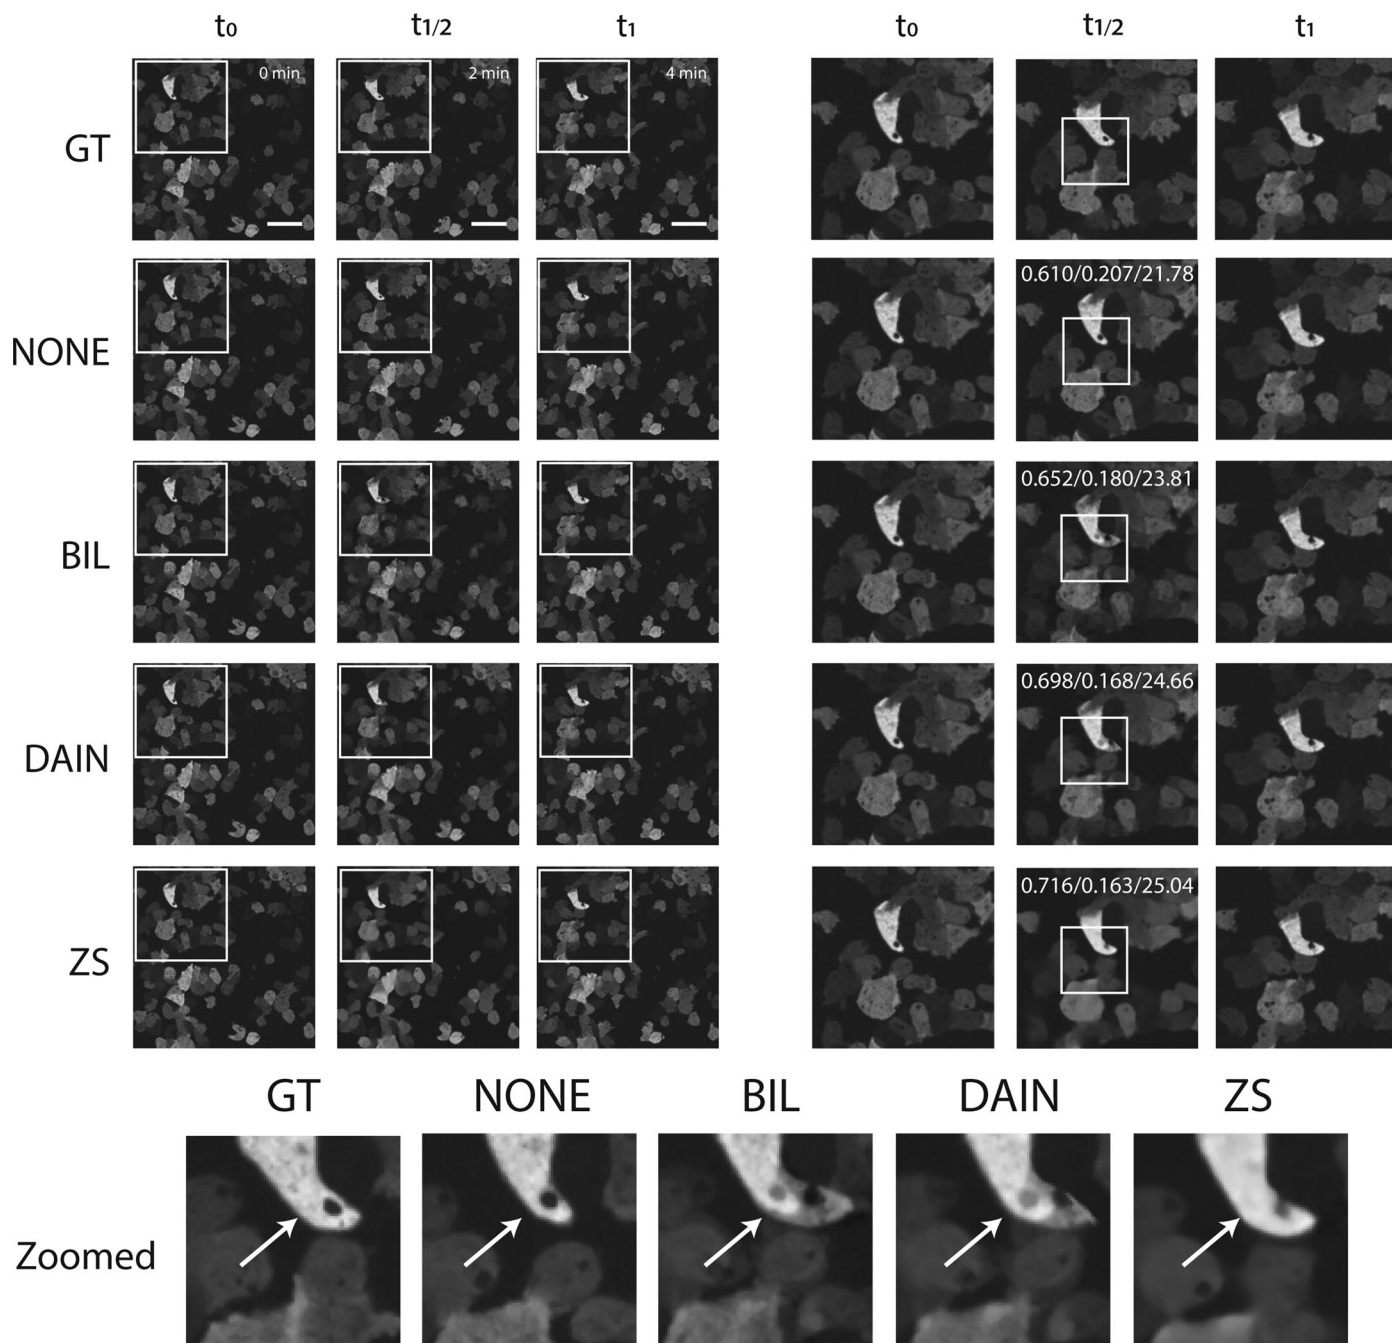 t0 t1/2 t1 t0 t1/2 t1
0 min 2 min 4 min
GT
0.610/0.207/21.78
NONE
0.652/0.180/23.81
BIL
0.698/0.168/24.66
DAIN
0.716/0.163/25.04
ZS
GT NONE BIL DAIN ZS
Zoomed